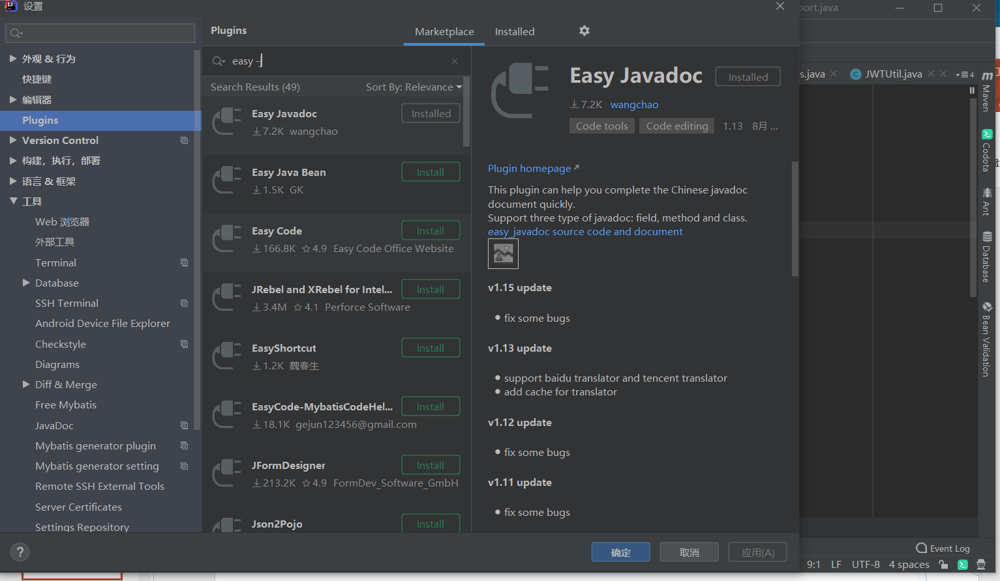 设置
port.java
外观 & 行为
快捷键
编辑器
Plugins
Version Control
构建，执行，部署
语言 & 框架
工具
Web 浏览器
外部工具
Terminal
Database
SSH Terminal
Android Device File Explorer
Checkstyle
Diagrams
Diff & Merge
Free Mybatis
JavaDoc
Mybatis generator plugin
Mybatis generator setting
Remote SSH External Tools
Server Certificates
Settings Repository
Plugins
Marketplace
Installed
easy -j
Search Results (49)
Sort By: Relevance
Easy Javadoc
Installed
7.2K wangchao
Easy Java Bean
Install
1.5K GK
Easy Code
Install
166.8K 4.9 Easy Code Office Website
JRebel and XRebel for Intel...
Install
3.4M 4.1 Perforce Software
EasyShortcut
Install
1.2K 魏春生
EasyCode-MybatisCodeHel...
Install
18.1K gejun123456@gmail.com
JFormDesigner
Install
213.2K 4.9 FormDev_Software_GmbH
Json2Pojo
Install
Easy Javadoc
Installed
7.2K wangchao
Code tools
Code editing
1.13
8月 ...
Plugin homepage
This plugin can help you complete the Chinese javadoc
document quickly.
Support three type of javadoc: field, method and class.
easy_javadoc source code and document
v1.15 update
fix some bugs
v1.13 update
support baidu translator and tencent translator
add cache for translator
v1.12 update
fix some bugs
v1.11 update
fix some bugs
?
确定
取消
应用(A)
s.java
C
JWTUtil.java
4
m
Maven
Codota
Ant
Database
Bean Validation
Event Log
9:1
LF
UTF-8
4 spaces